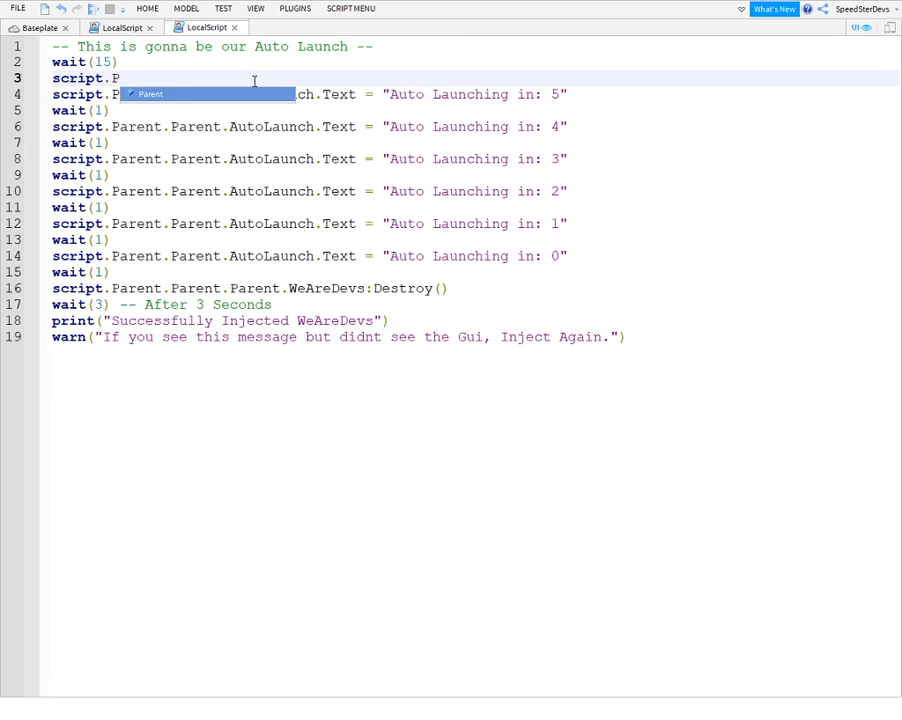 FILE HOME MODEL TEST VIEW PLUGINS SCRIPT MENU What's New SpeedSterDevs
Baseplate × LocalScript × LocalScript × UI
1 -- This is gonna be our Auto Launch --
2 wait(15)
3 script.P
Parent
4 script.P ch.Text = "Auto Launching in: 5"
5 wait(1)
6 script.Parent.Parent.AutoLaunch.Text = "Auto Launching in: 4"
7 wait(1)
8 script.Parent.Parent.AutoLaunch.Text = "Auto Launching in: 3"
9 wait(1)
10 script.Parent.Parent.AutoLaunch.Text = "Auto Launching in: 2"
11 wait(1)
12 script.Parent.Parent.AutoLaunch.Text = "Auto Launching in: 1"
13 wait(1)
14 script.Parent.Parent.AutoLaunch.Text = "Auto Launching in: 0"
15 wait(1)
16 script.Parent.Parent.Parent.WeAreDevs:Destroy()
17 wait(3) -- After 3 Seconds
18 print("Successfully Injected WeAreDevs")
19 warn("If you see this message but didnt see the Gui, Inject Again.")